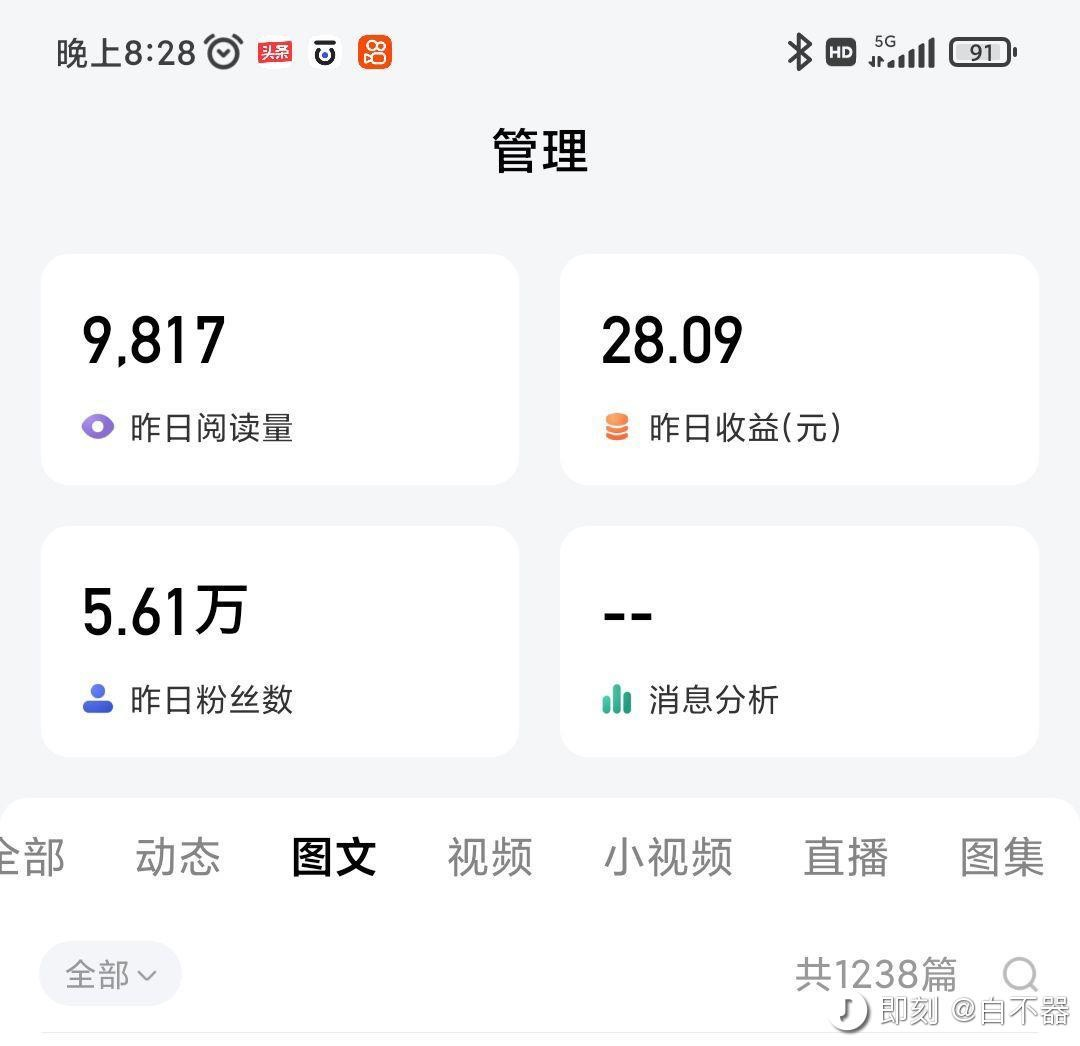 晚上8:28 头条 HD 5G 91
管理
9,817
昨日阅读量
28.09
昨日收益(元)
5.61万
昨日粉丝数
--
消息分析
全部 动态 图文 视频 小视频 直播 图集
全部 共1238篇
即刻 @白不器